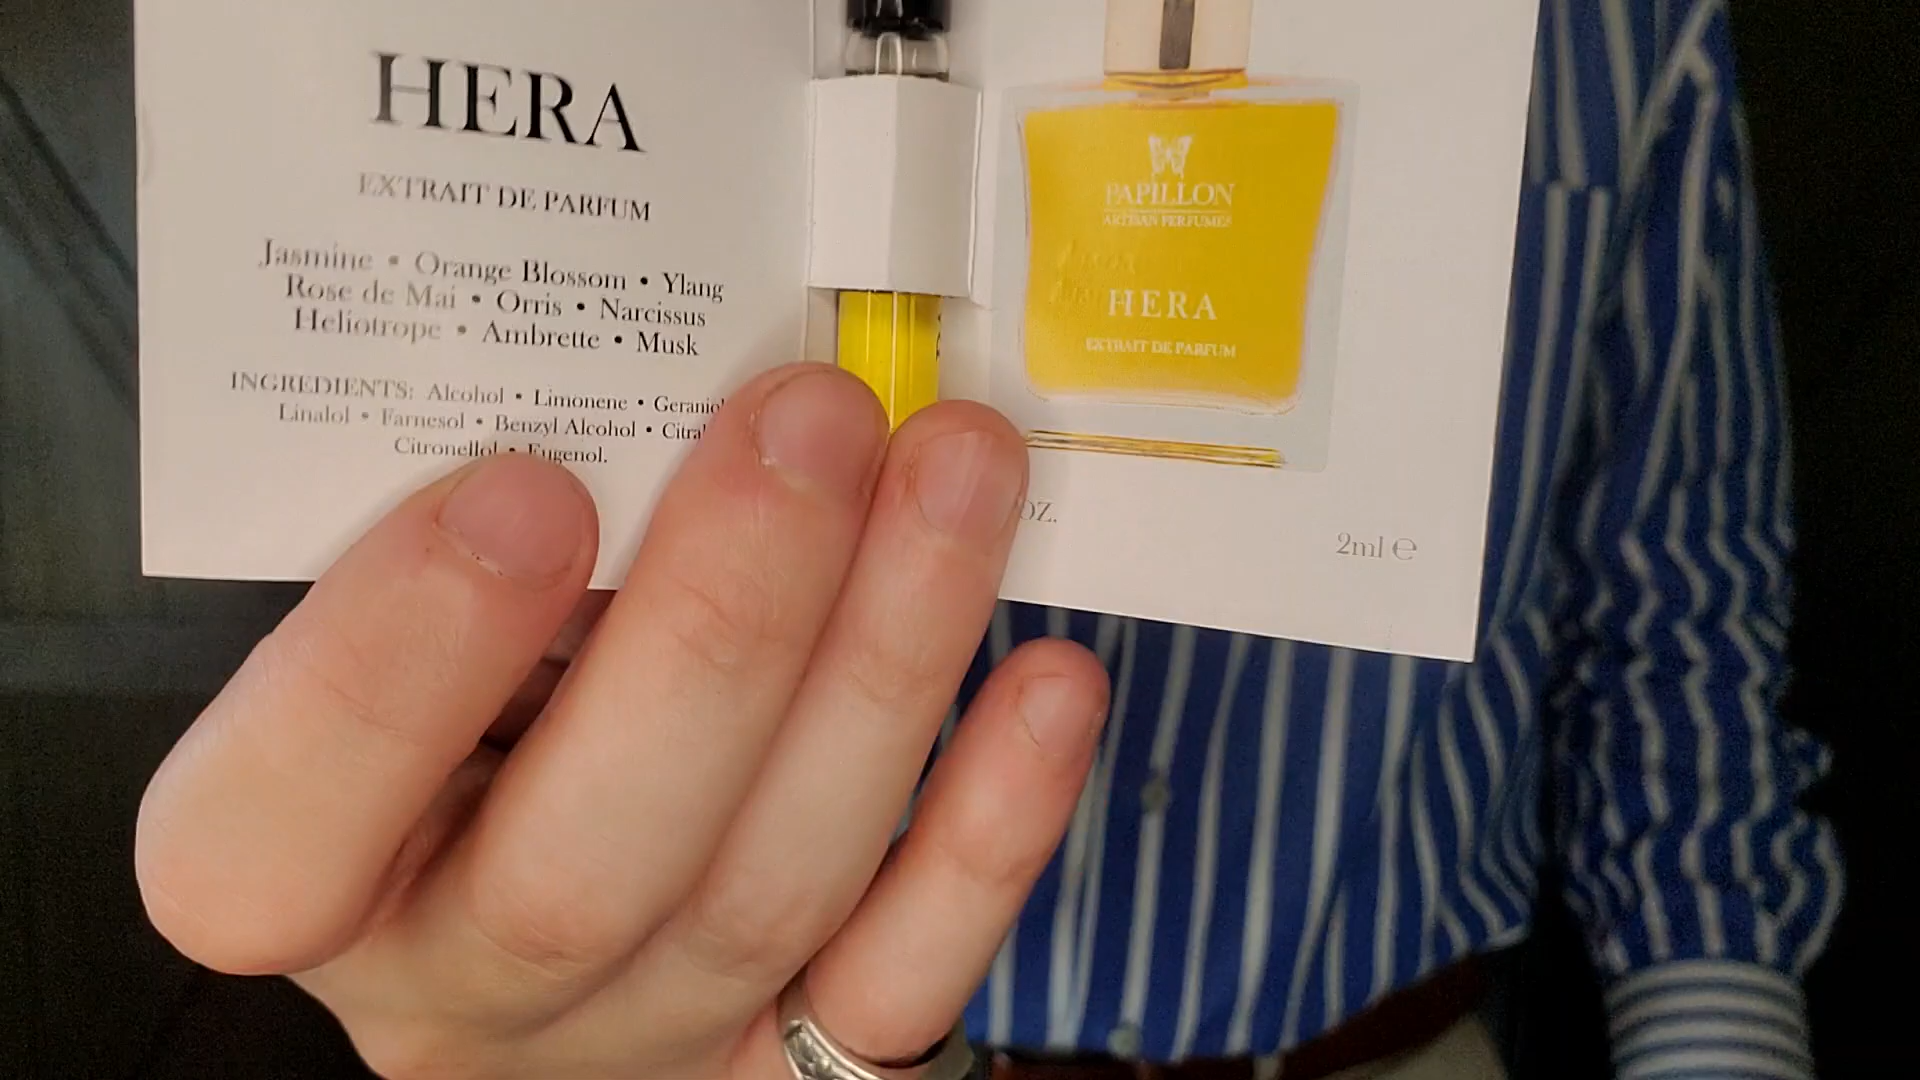 HERA
EXTRAIT DE PARFUM
Jasmine • Orange Blossom • Ylang
Rose de Mai • Orris • Narcissus
Heliotrope • Ambrette • Musk
INGREDIENTS: Alcohol • Limonene • Geraniol
Linalol • Farnesol • Benzyl Alcohol • Citral
Citronellol • Eugenol.
PAPILLON
ARTISAN PERFUMES
HERA
EXTRAIT DE PARFUM
OZ.
2ml ℮